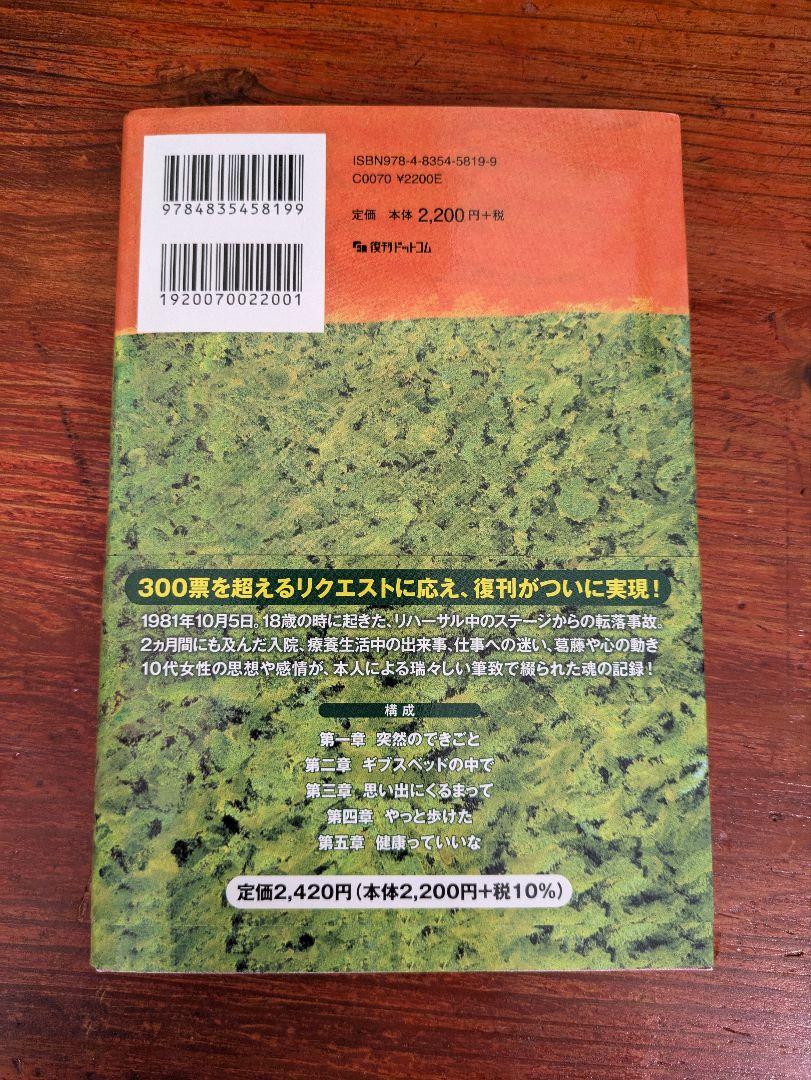 9784835458199
1920070022001
ISBN978-4-8354-5819-9
C0070 ¥2200E
定価 本体 2,200円+税
復刊ドットコム
300票を超えるリクエストに応え、復刊がついに実現!
1981年10月5日。18歳の時に起きた、リハーサル中のステージからの転落事故。
2ヵ月間にも及んだ入院、療養生活中の出来事、仕事への迷い、葛藤や心の動き
10代女性の思想や感情が、本人による瑞々しい筆致で綴られた魂の記録!
構成
第一章 突然のできごと
第二章 ギブスベッドの中で
第三章 思い出にくるまって
第四章 やっと歩けた
第五章 健康っていいな
定価2,420円(本体2,200円+税10%)